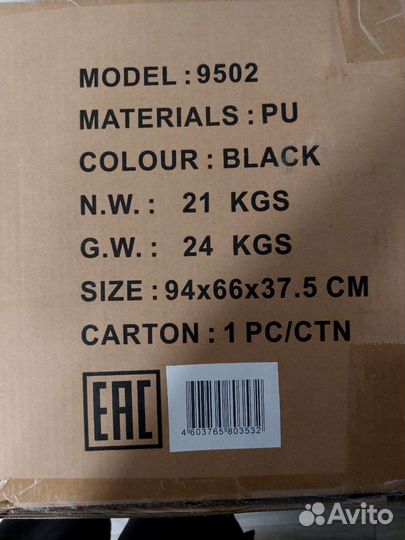 MODEL : 9502
MATERIALS : PU
COLOUR : BLACK
N.W. : 21 KGS
G.W. : 24 KGS
SIZE : 94x66x37.5 CM
CARTON : 1 PC/CTN
EAC
4 603765 803532
Avito